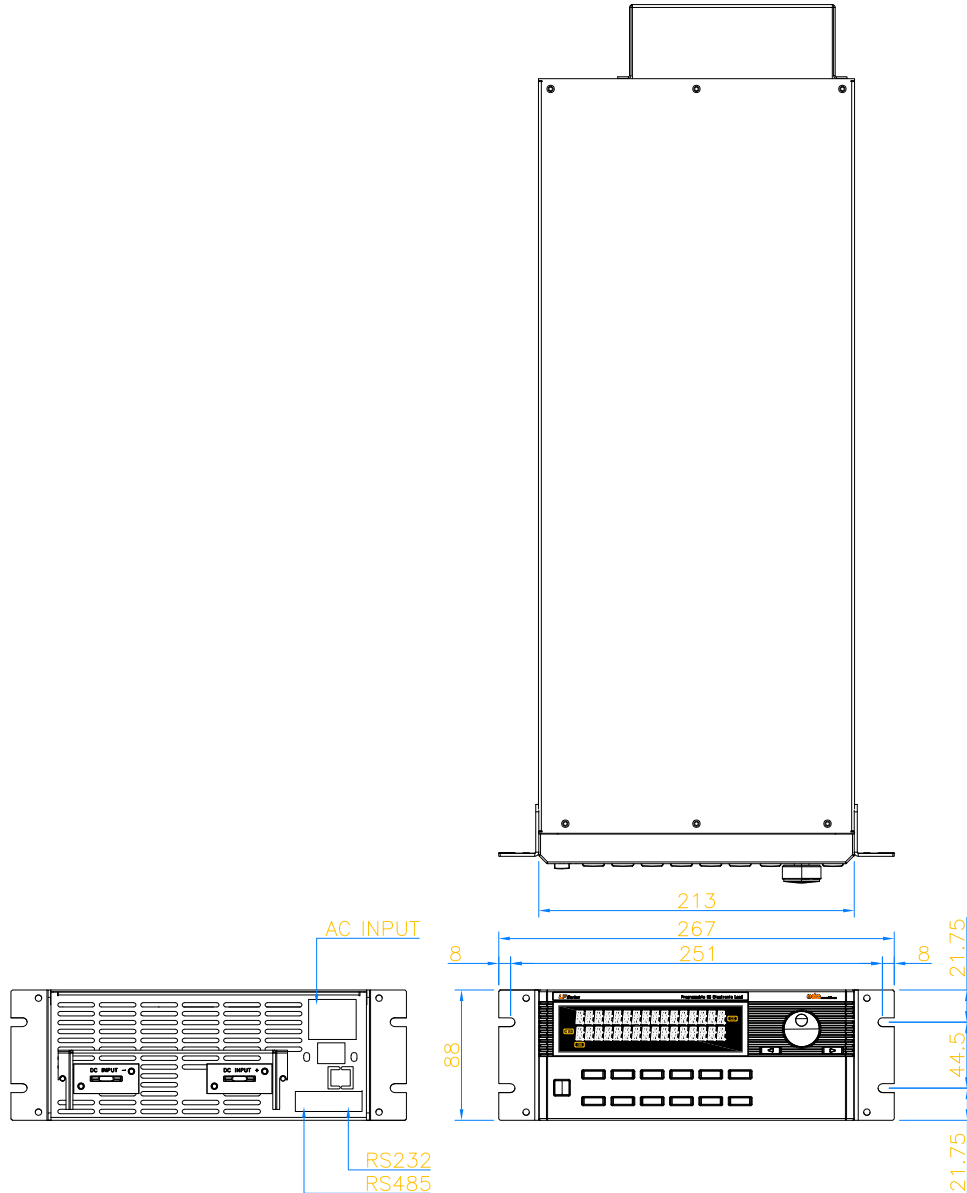 213
267
8
251
8
21.75
AC INPUT
Programmable DC Electronic Load
88
44.5
DC INPUT -
DC INPUT +
21.75
RS232
RS485